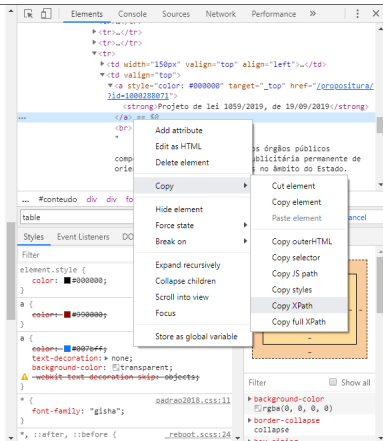 Elements Console Sources Network Performance »
<tr>…</tr>
<tr>…</tr>
<tr>
<td width="150px" valign="top" align="left">…</td>
<td valign="top">
<a style="color: #000000" target="_top" href="/propositura/
?id=1000288071">
<strong>Projeto de lei 1059/2019, de 19/09/2019</strong>
</a> == $0
<br>
"
os órgãos públicos
ublicitária permanente de
orie s no âmbito do Estado.
Add attribute
Edit as HTML
Delete element
Copy
Hide element
Force state
Break on
Expand recursively
Collapse children
Scroll into view
Focus
Store as global variable
Cut element
Copy element
Paste element
Copy outerHTML
Copy selector
Copy JS path
Copy styles
Copy XPath
Copy full XPath
... #conteudo div div fo
table
ancel
Styles Event Listeners DO
Filter
element.style {
color: #000000;
}
a {
color: #990000;
}
a {
color: #007bff;
text-decoration: none;
background-color: transparent;
-webkit-text-decoration-skip: objects;
}
* { padrao2018.css:11
font-family: "gisha";
}
*, ::after, ::before { _reboot.scss:24
-
-
Filter Show all
background-color
rgba(0, 0, 0, 0)
border-collapse
collapse